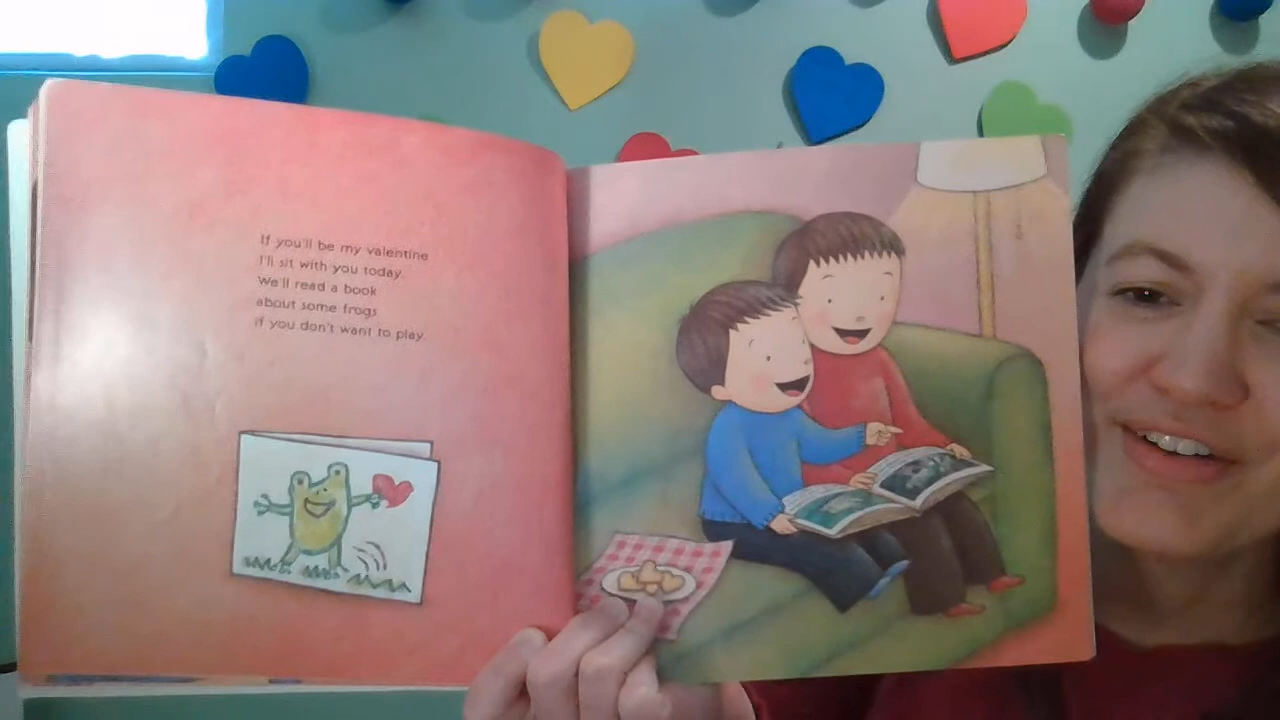 If you'll be my valentine
I'll sit with you today.
We'll read a book
about some frogs
if you don't want to play.